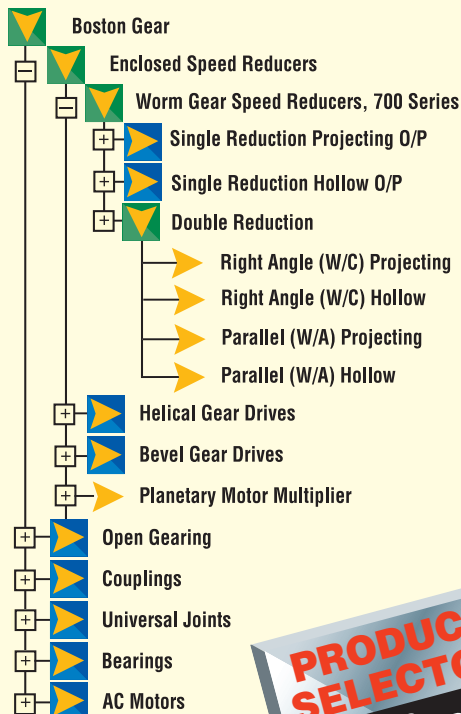 Boston Gear
Enclosed Speed Reducers
Worm Gear Speed Reducers, 700 Series
Single Reduction Projecting O/P
Single Reduction Hollow O/P
Double Reduction
Right Angle (W/C) Projecting
Right Angle (W/C) Hollow
Parallel (W/A) Projecting
Parallel (W/A) Hollow
Helical Gear Drives
Bevel Gear Drives
Planetary Motor Multiplier
Open Gearing
Couplings
Universal Joints
Bearings
AC Motors